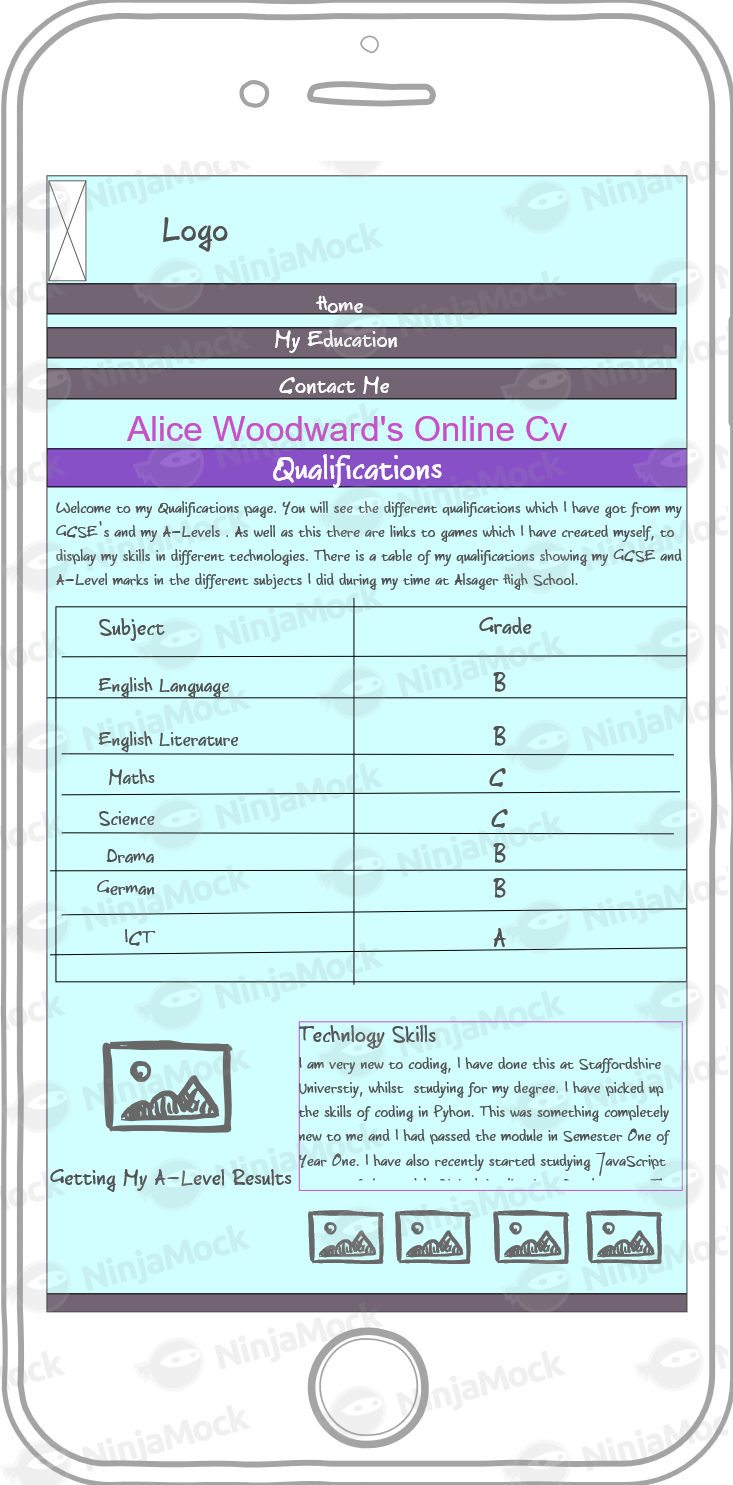 Logo
Home
My Education
Contact Me
Alice Woodward's Online Cv
Qualifications
Welcome to my Qualifications page. You will see the different qualifications which I have got from my
GCSE's and my A-Levels . As well as this there are links to games which I have created myself, to
display my skills in different technologies. There is a table of my qualifications showing my GCSE and
A-Level marks in the different subjects I did during my time at Alsager High School.
Subject Grade
English Language B
English Literature B
Maths C
Science C
Drama B
German B
ICT A
Technlogy Skills
I am very new to coding, I have done this at Staffordshire
Universtiy, whilst studying for my degree. I have picked up
the skills of coding in Pyhon. This was something completely
new to me and I had passed the module in Semester One of
Year One. I have also recently started studying JavaScript
Getting My A-Level Results
NinjaMock